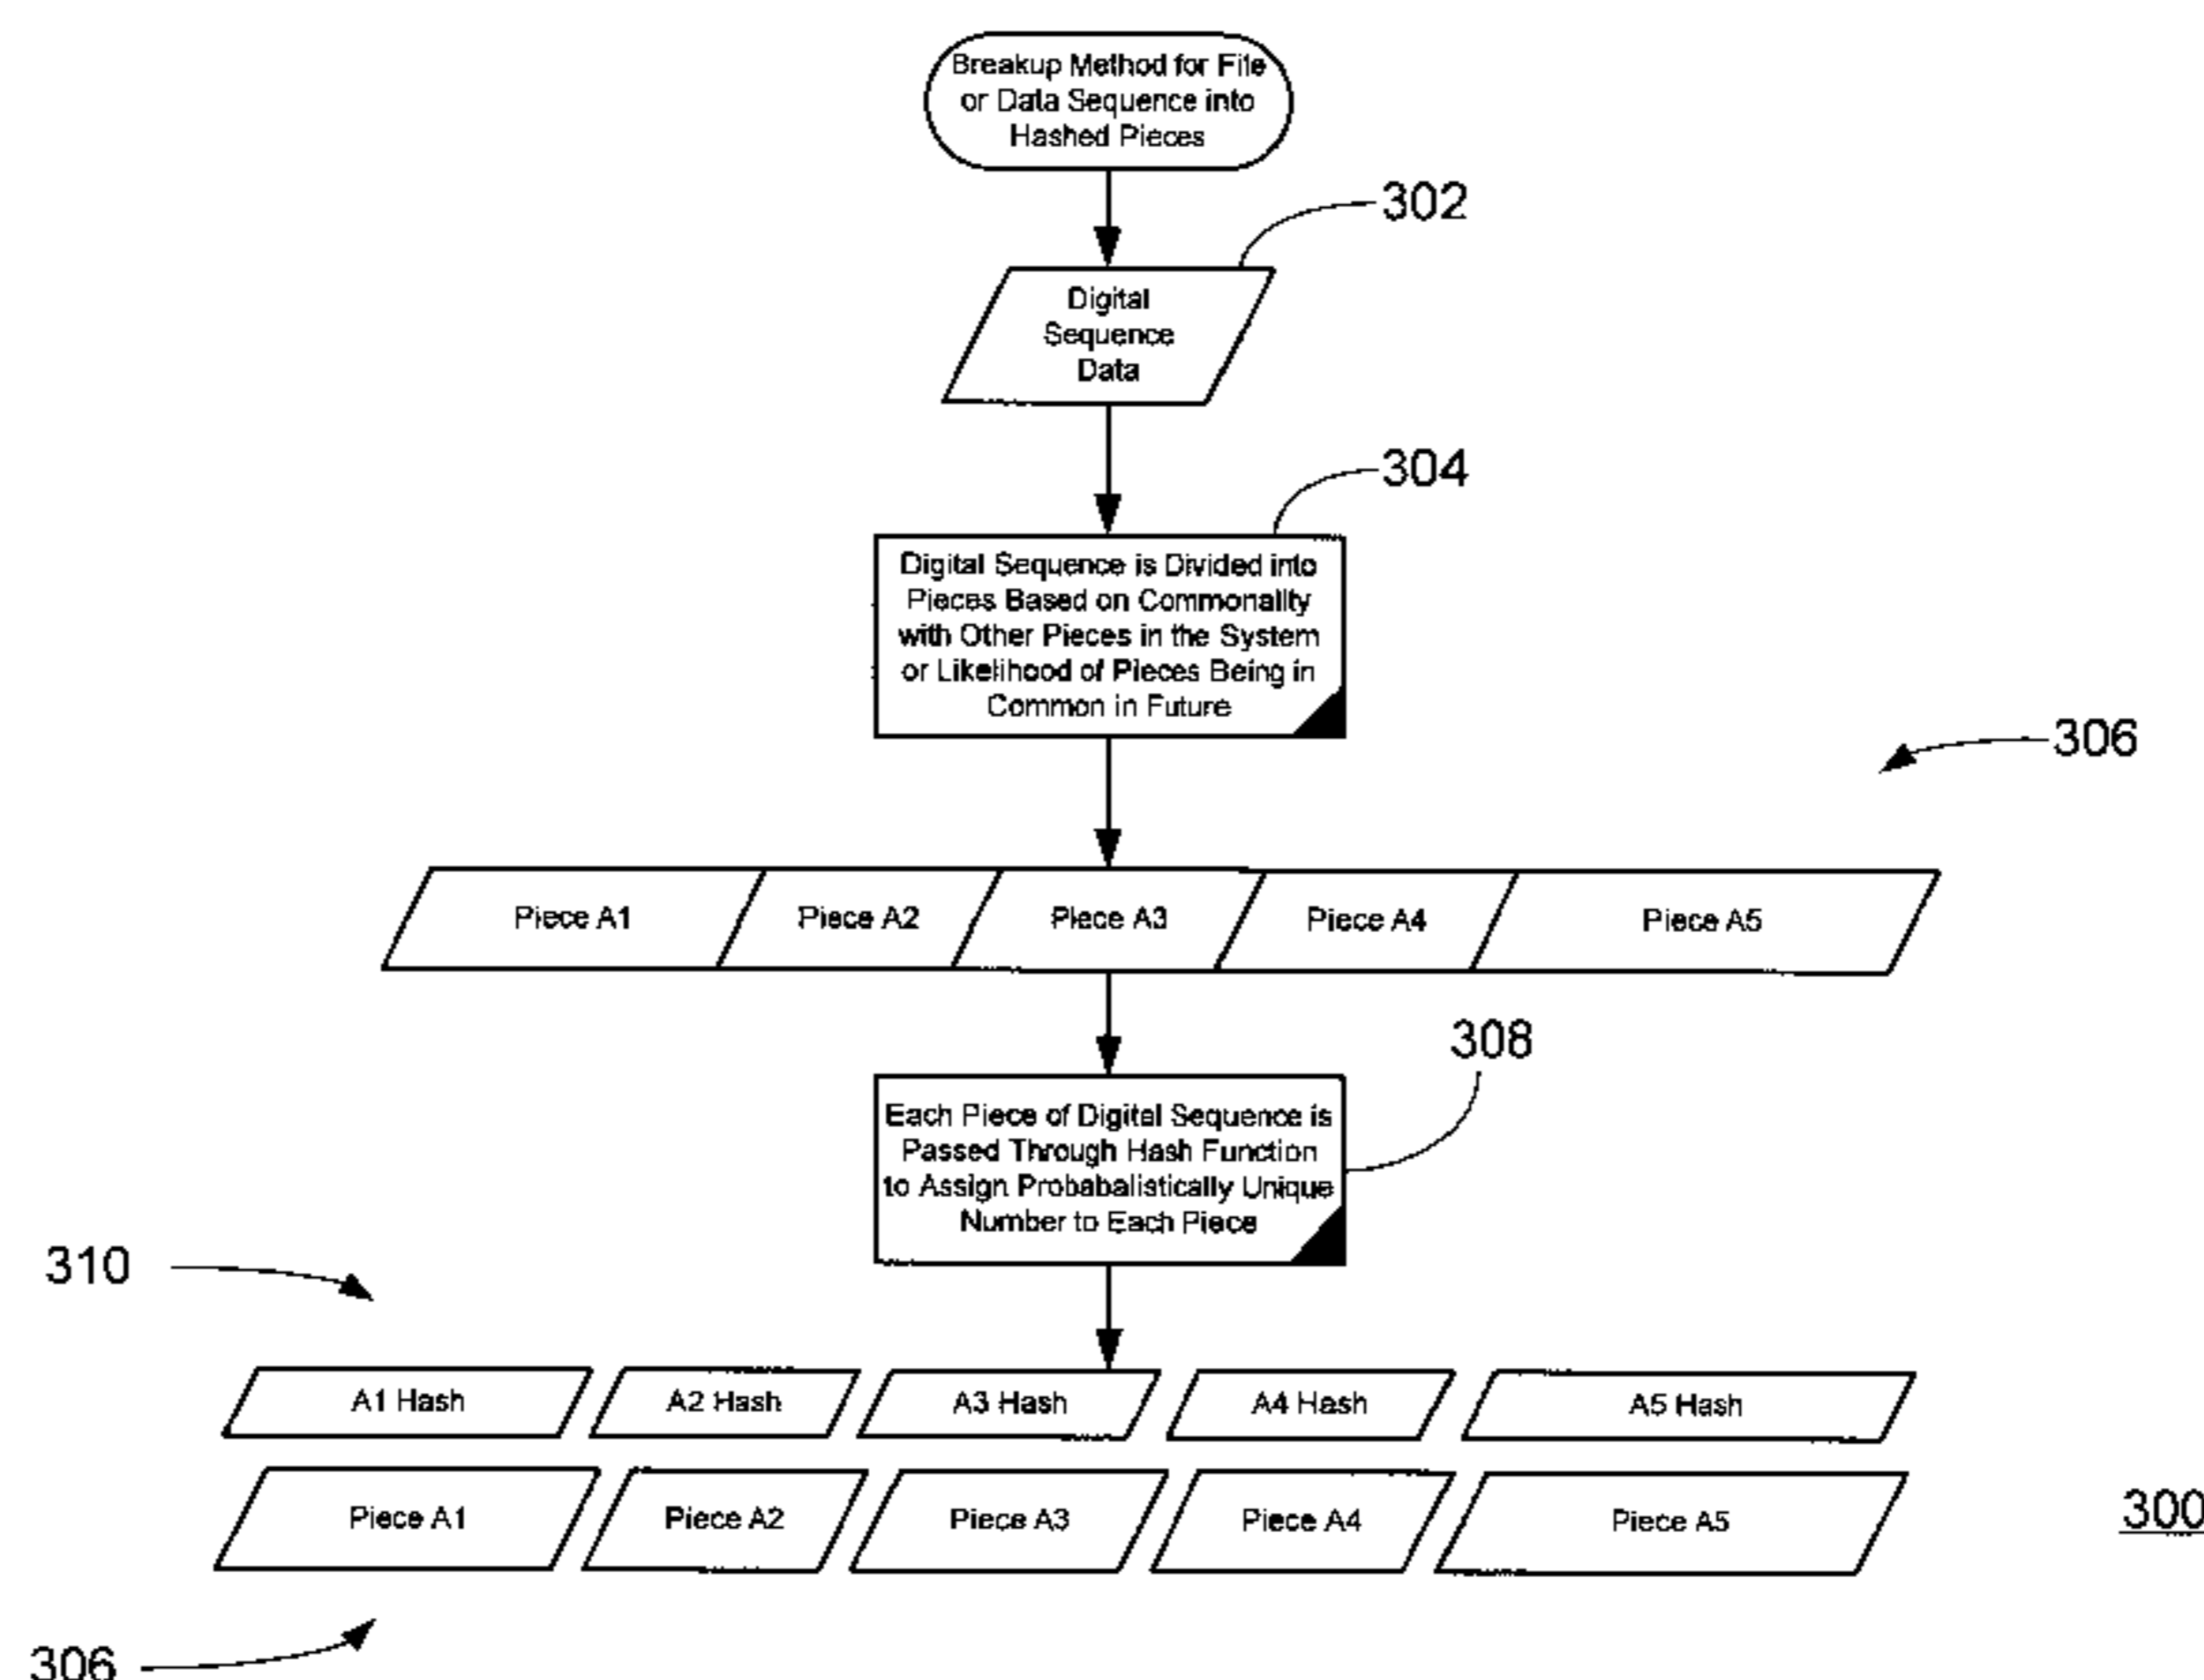 Breakup Method for File
or Data Sequence into
Hashed Pieces
302
Digital
Sequence
Data
304
Digital Sequence is Divided into
Pieces Based on Commonality
with Other Pieces in the System
or Likelihood of Pieces Being in
Common in Future
306
Piece A1 Piece A2 Piece A3 Piece A4 Piece A5
308
Each Piece of Digital Sequence is
Passed Through Hash Function
to Assign Probabalistically Unique
Number to Each Piece
310
A1 Hash A2 Hash A3 Hash A4 Hash A5 Hash
Piece A1 Piece A2 Piece A3 Piece A4 Piece A5
300
306